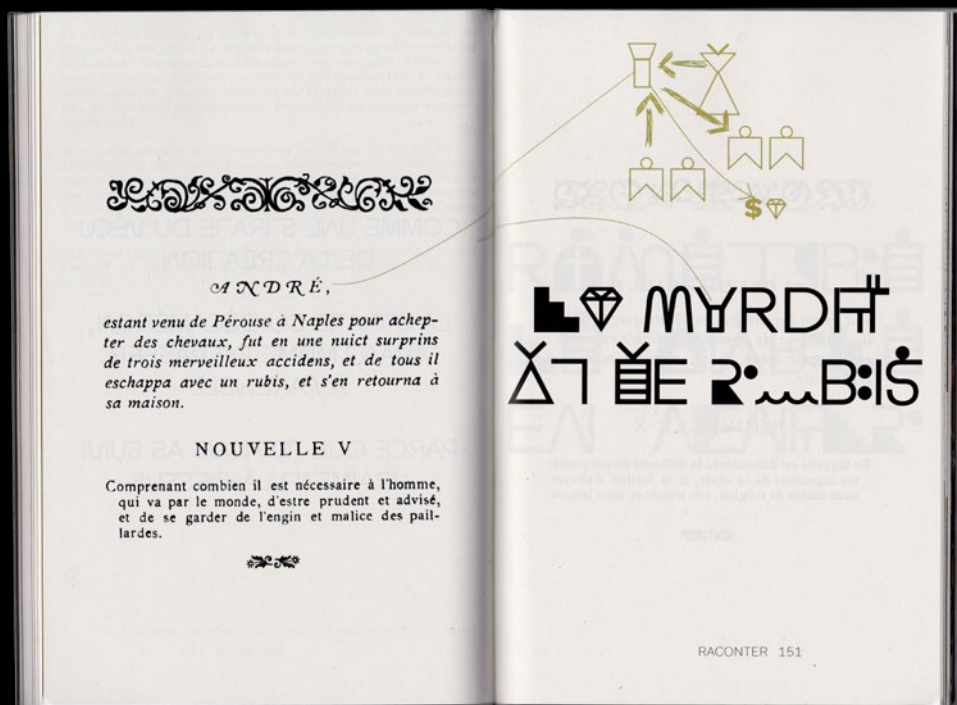 ANDRÉ,
estant venu de Pérouse à Naples pour achep-
ter des chevaux, fut en une nuict surprins
de trois merveilleux accidens, et de tous il
eschappa avec un rubis, et s'en retourna à
sa maison.
NOUVELLE V
Comprenant combien il est nécessaire à l'homme,
qui va par le monde, d'estre prudent et advisé,
et de se garder de l'engin et malice des pail-
lardes.
$
RACONTER 151